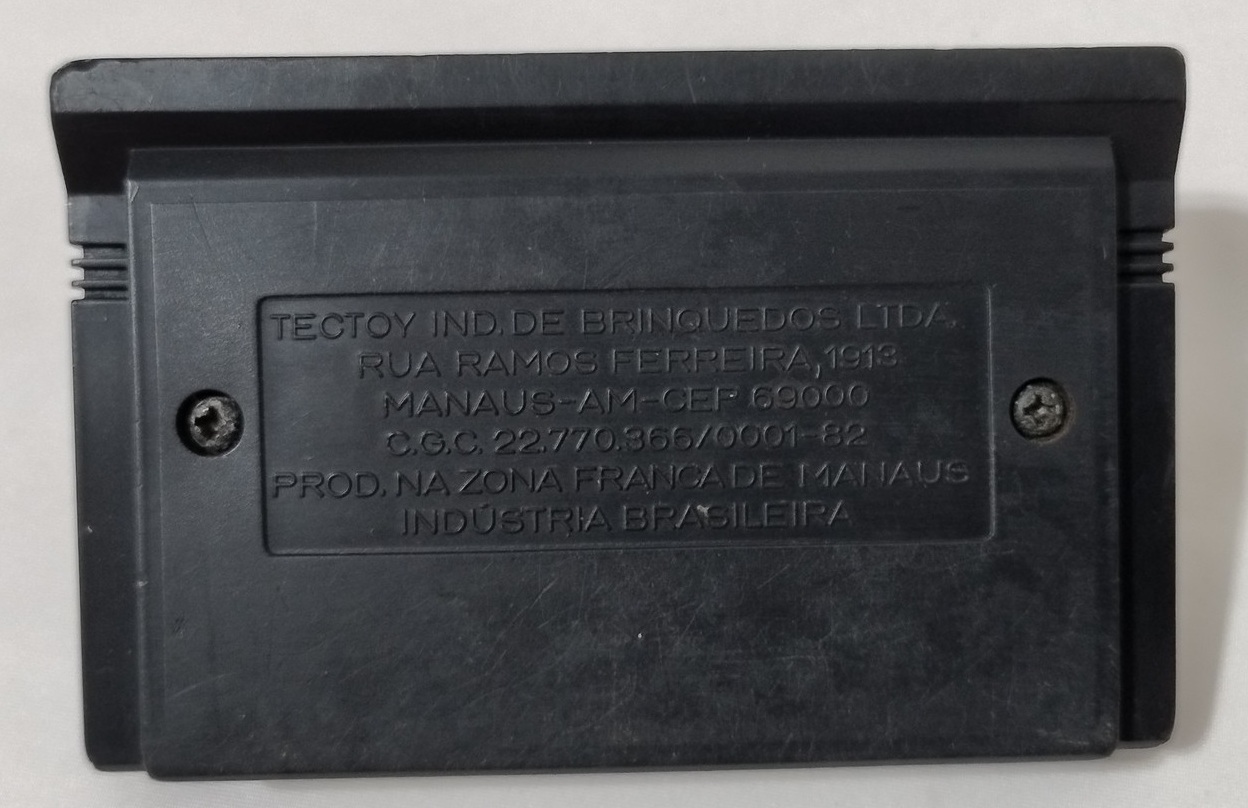 TECTOY IND. DE BRINQUEDOS LTDA.
RUA RAMOS FERREIRA, 1913
MANAUS-AM-CEP 69000
C.G.C. 22.770.366/0001-82
PROD. NA ZONA FRANCA DE MANAUS
INDÚSTRIA BRASILEIRA